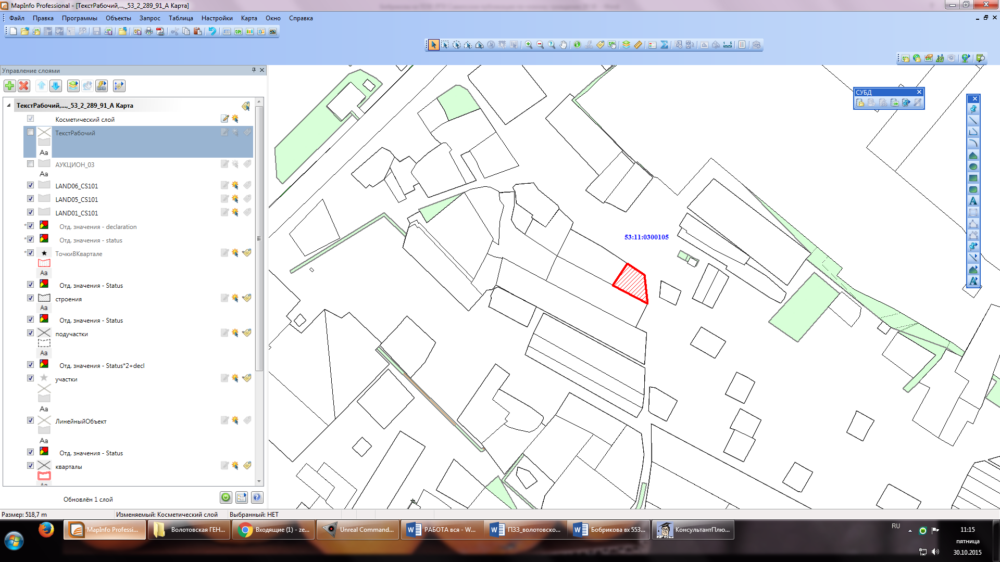 MapInfo Professional - [ТекстРабочий,...,_53_2_289_91_А Карта]
Файл Правка Программы Объекты Запрос Таблица Настройки Карта Окно Справка
Управление слоями
ТекстРабочий,...,_53_2_289_91_А Карта
Косметический слой
ТекстРабочий
Aa
АУКЦИОН_03
Aa
LAND06_CS101
LAND05_CS101
LAND01_CS101
* Отд. значения - declaration
* Отд. значения - status
* ТочкиВКвартале
Aa
Отд. значения - Status
строения
Aa
Отд. значения - Status
подучастки
Aa
Отд. значения - Status*2+decl
участки
Aa
ЛинейныйОбъект
Aa
Отд. значения - Status
кварталы
Aa
Обновлён 1 слой
СУБД
53:11:0300105
Размер: 518,7 m Изменяемый: Косметический слой Выбранный: НЕТ
MapInfo Professi... Волотовская ГЕН... Входящие (1) - ze... Unreal Command... РАБОТА вся - W... ПЗЗ_волотовско... Бобрикова вх 553... КонсультантПлю...
RU
11:15
пятница
30.10.2015